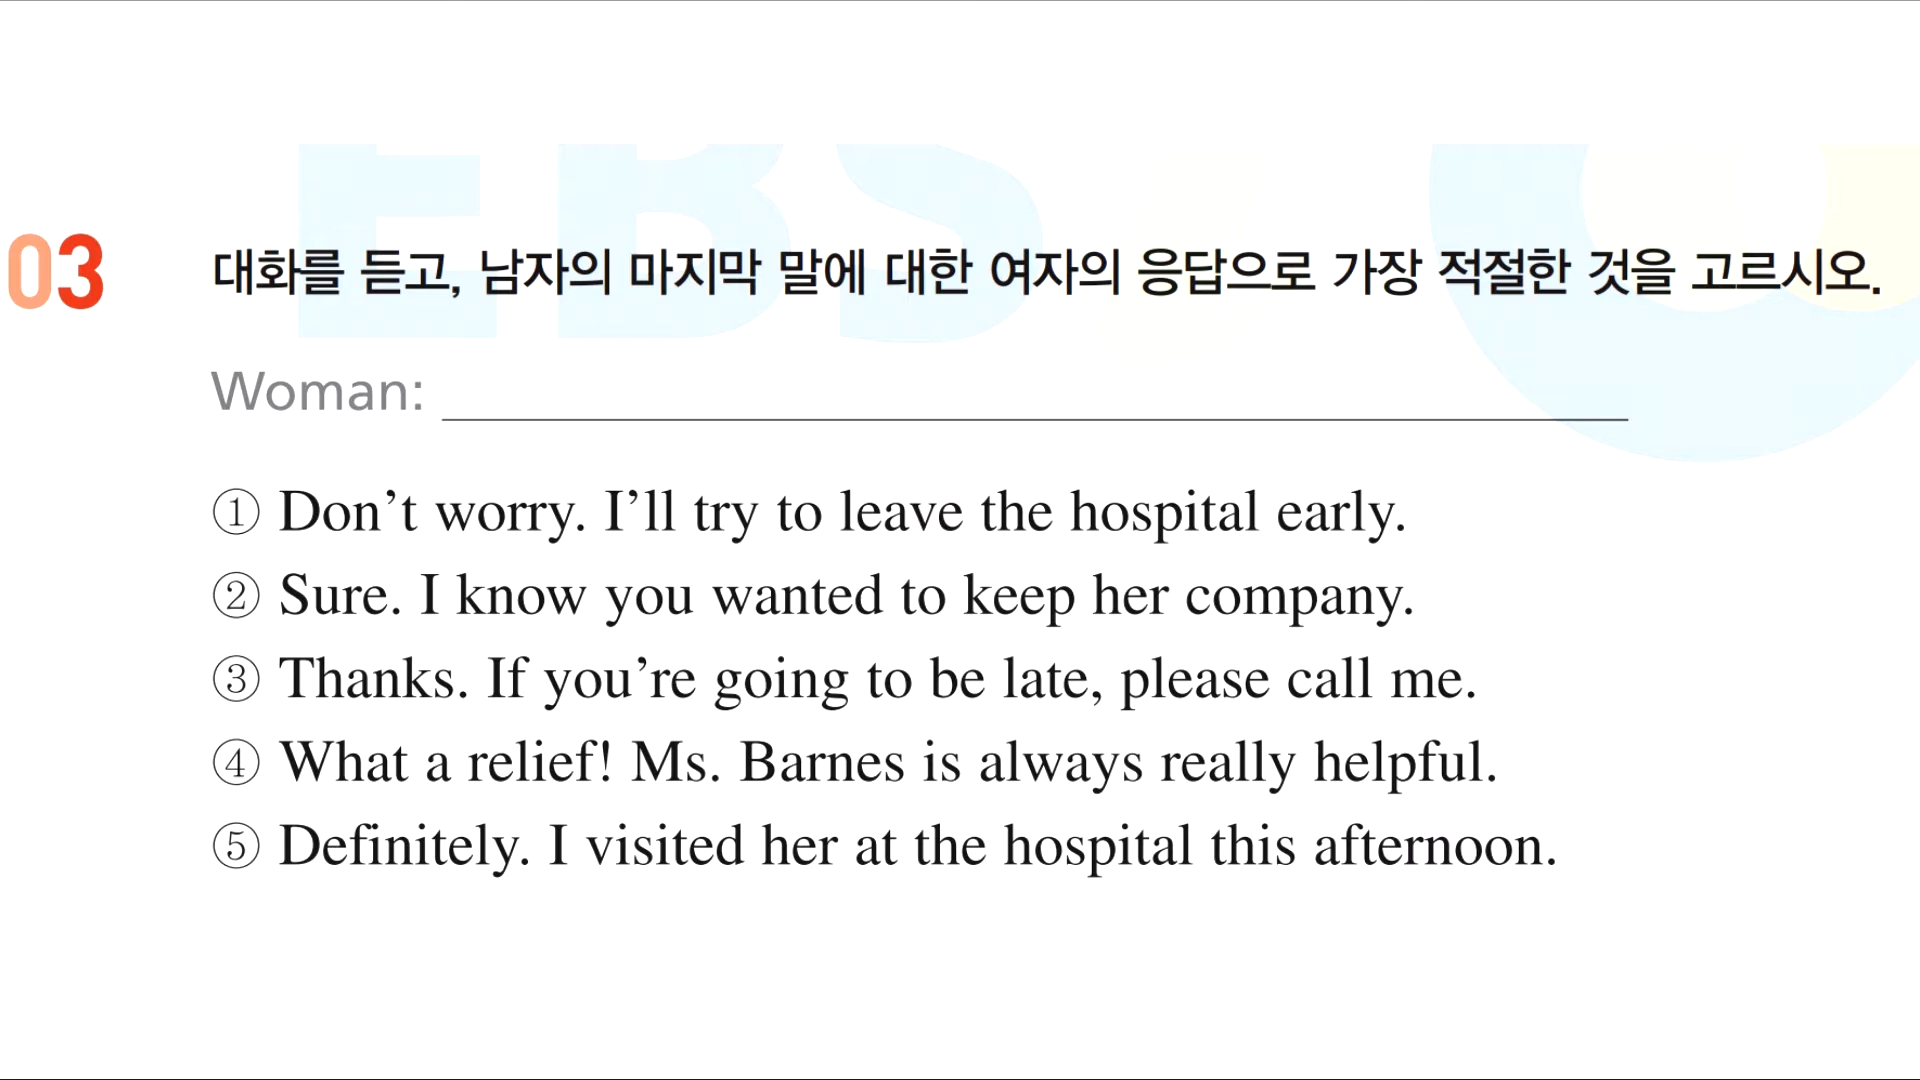 EBS
03
대화를 듣고, 남자의 마지막 말에 대한 여자의 응답으로 가장 적절한 것을 고르시오.
Woman:
① Don’t worry. I’ll try to leave the hospital early.
② Sure. I know you wanted to keep her company.
③ Thanks. If you’re going to be late, please call me.
④ What a relief! Ms. Barnes is always really helpful.
⑤ Definitely. I visited her at the hospital this afternoon.